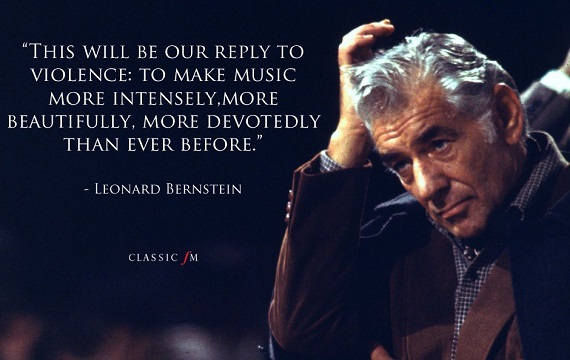 “This will be our reply to
violence: to make music
more intensely,more
beautifully, more devotedly
than ever before.”
- Leonard Bernstein
CLASSIC fM